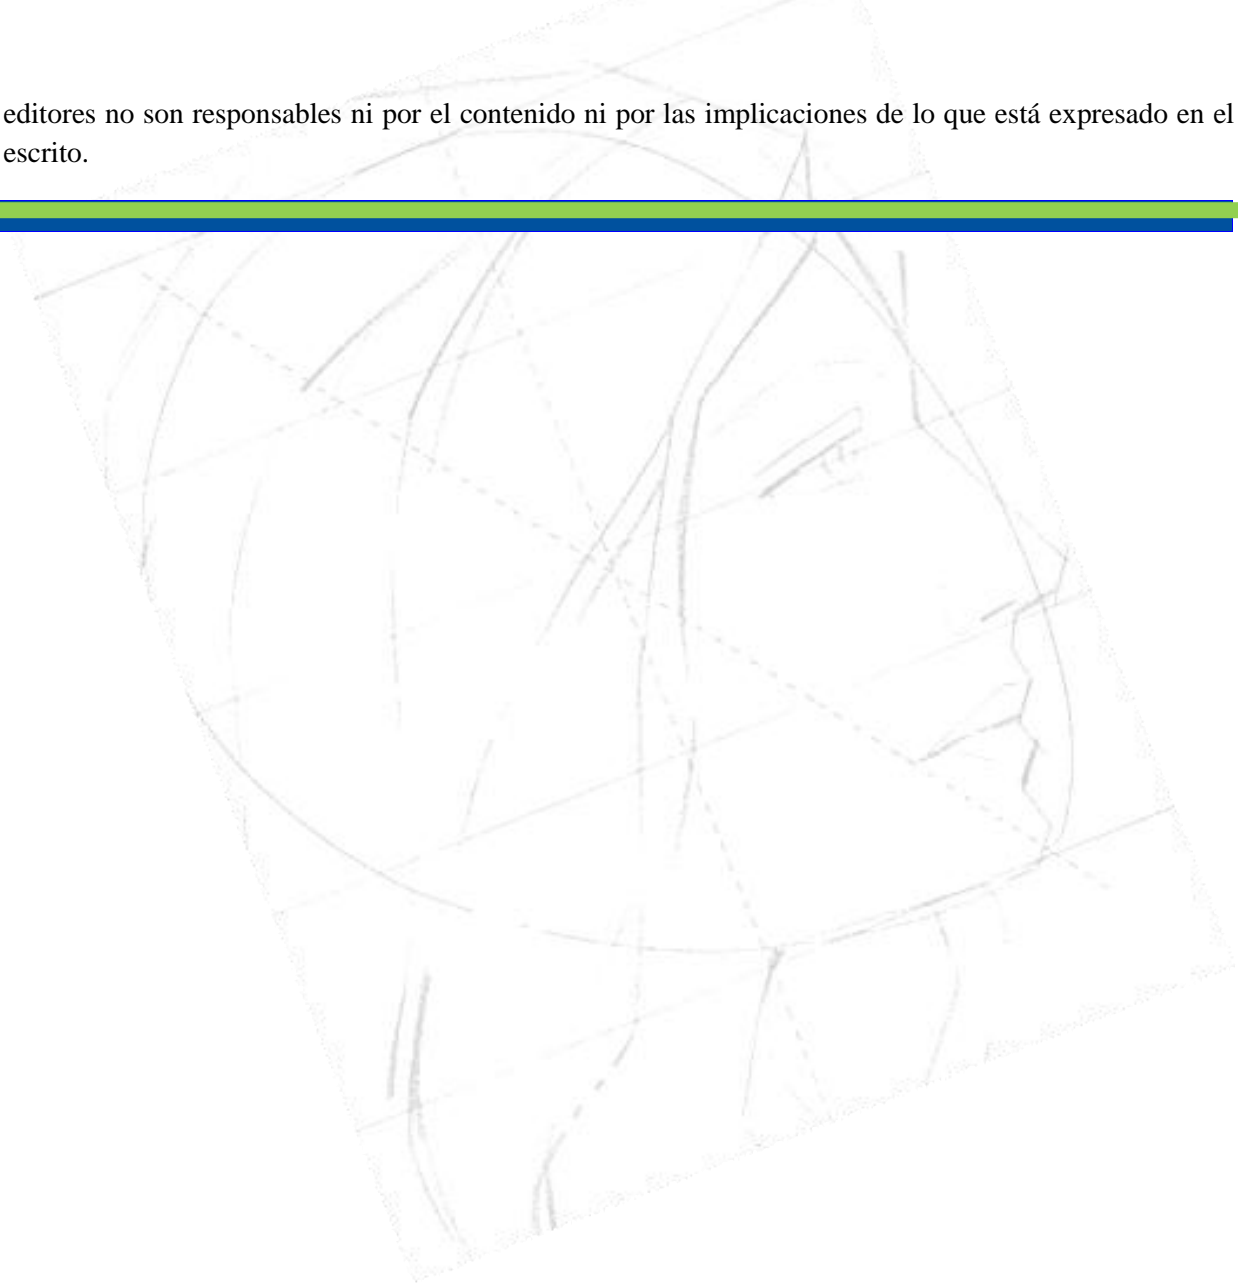 editores no son responsables ni por el contenido ni por las implicaciones de lo que está expresado en el
escrito.